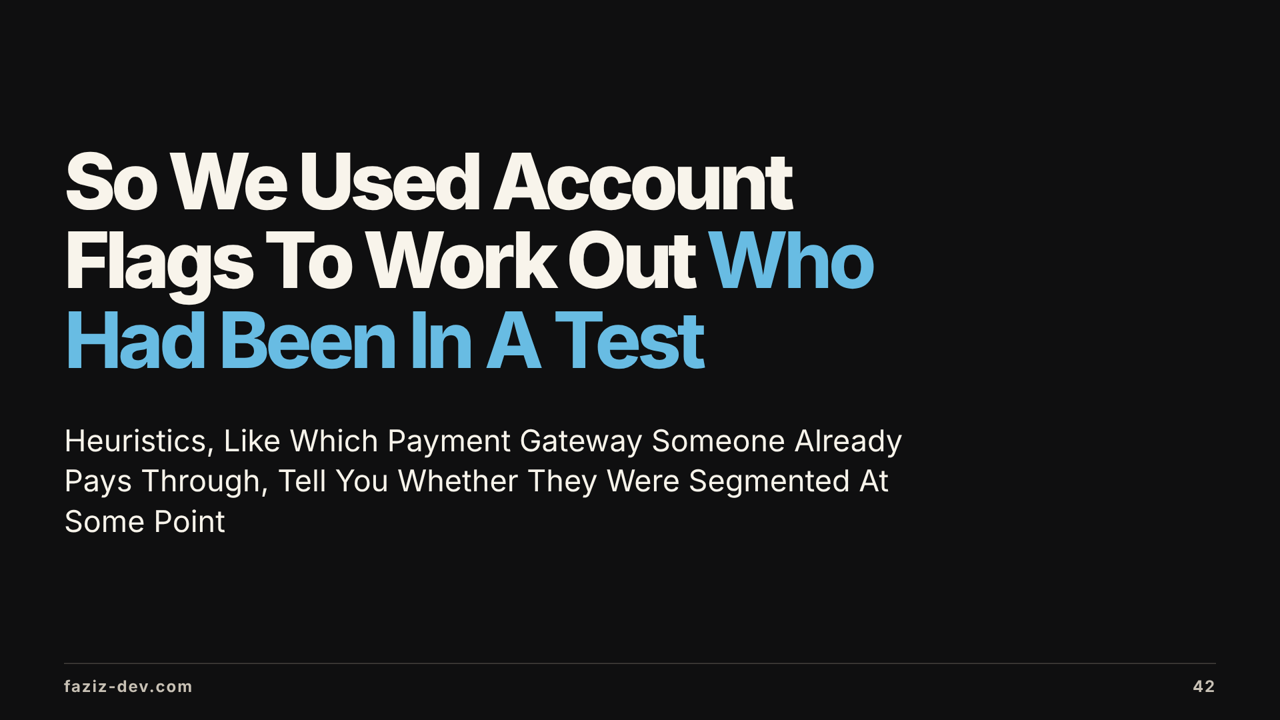 So We Used Account
Flags To Work Out Who
Had Been In A Test
Heuristics, Like Which Payment Gateway Someone Already
Pays Through, Tell You Whether They Were Segmented At
Some Point
faziz-dev.com
42